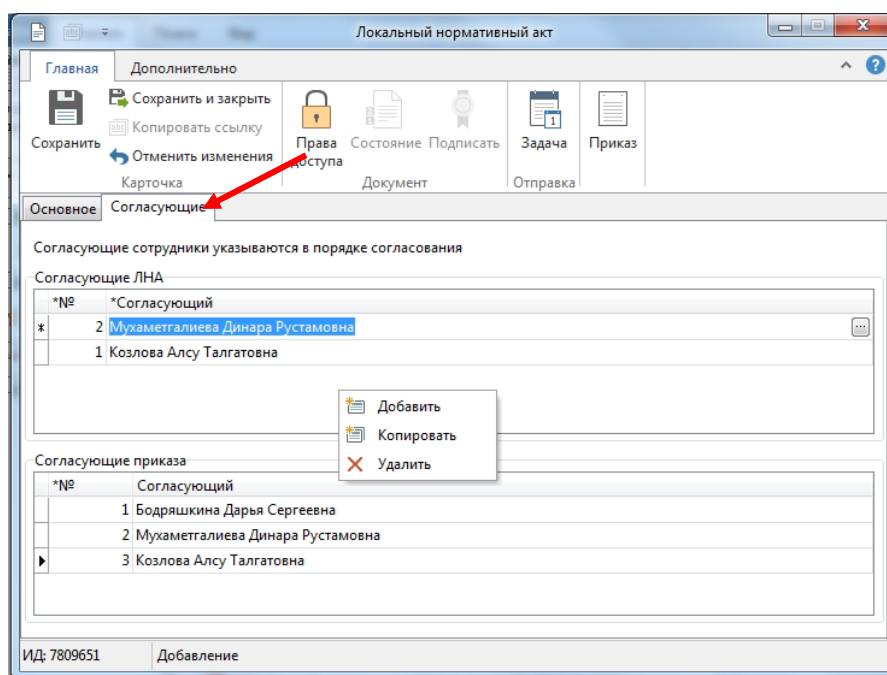 Локальный нормативный акт
Главная Дополнительно
Сохранить
Сохранить и закрыть
Копировать ссылку
Отменить изменения
Карточка
Права доступа
Состояние
Подписать
Документ
Задача
Отправка
Приказ
Основное Согласующие
Согласующие сотрудники указываются в порядке согласования
Согласующие ЛНА
*№ *Согласующий
* 2 Мухаметгалиева Динара Рустамовна ...
1 Козлова Алсу Талгатовна
Добавить
Копировать
Удалить
Согласующие приказа
*№ Согласующий
1 Бодряшкина Дарья Сергеевна
2 Мухаметгалиева Динара Рустамовна
3 Козлова Алсу Талгатовна
ИД: 7809651 Добавление